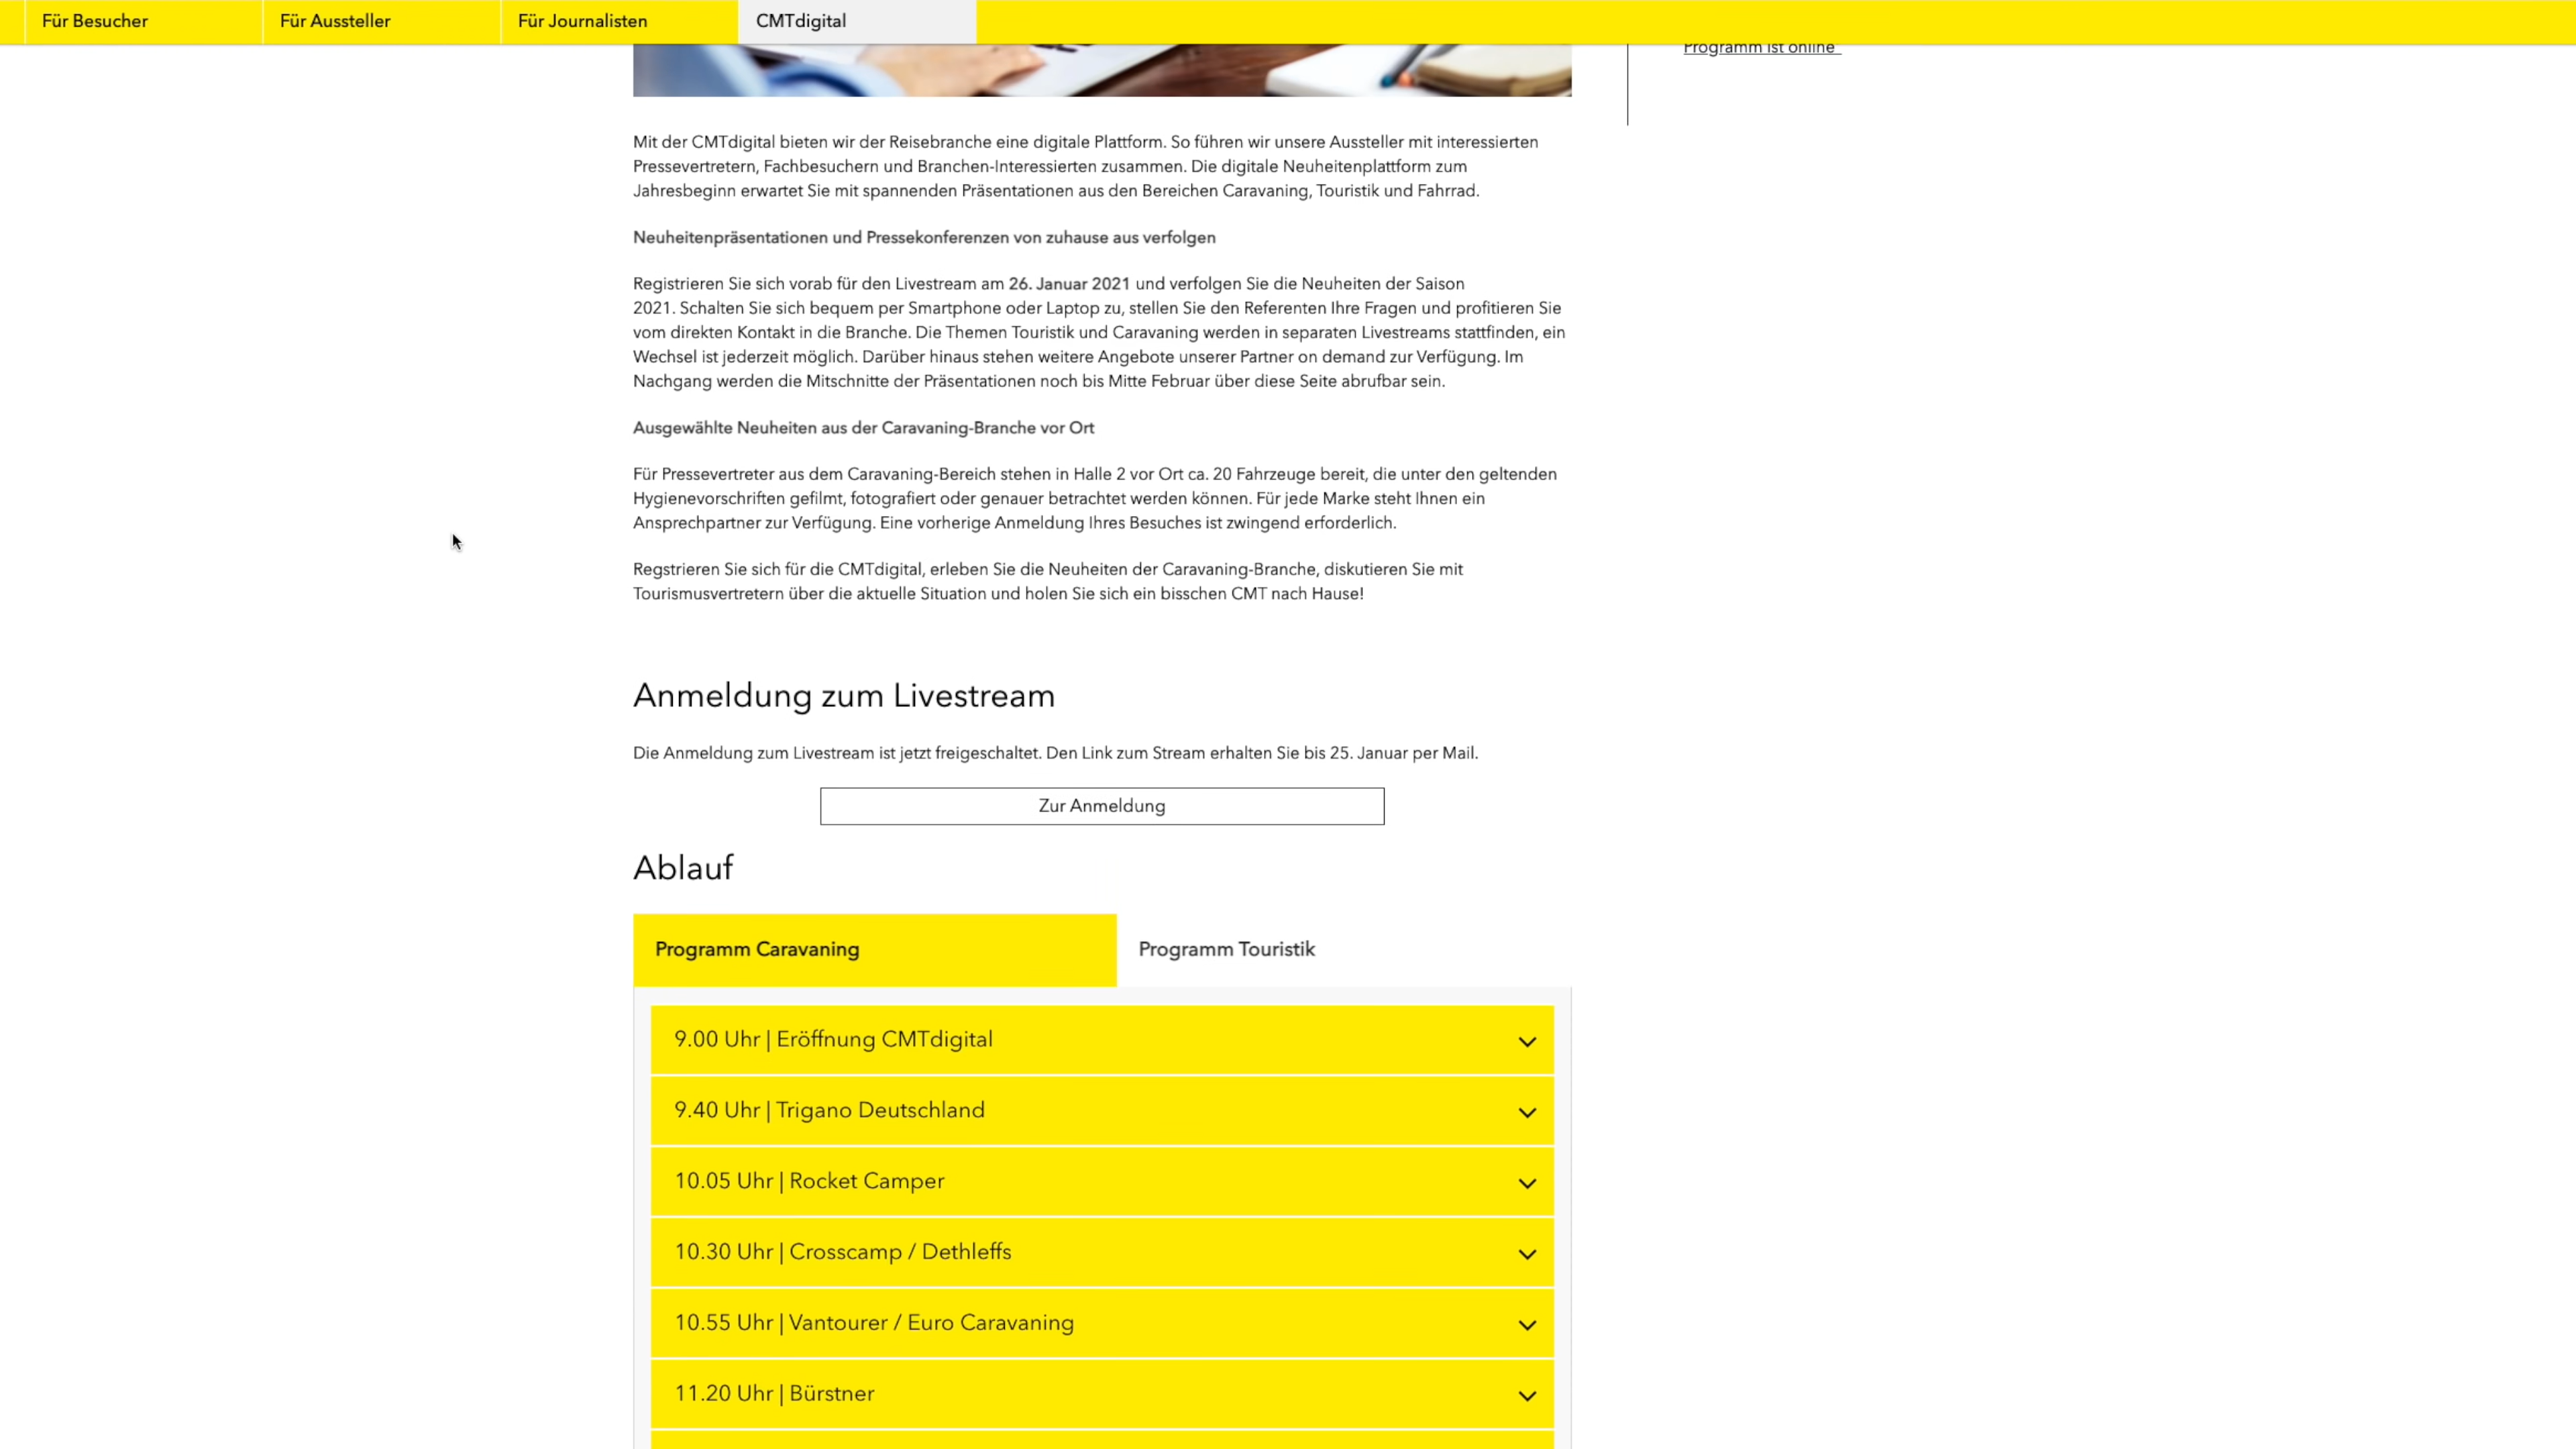 Für Besucher
Für Aussteller
Für Journalisten
CMTdigital
Programm ist online
Mit der CMTdigital bieten wir der Reisebranche eine digitale Plattform. So führen wir unsere Aussteller mit interessierten
Pressevertretern, Fachbesuchern und Branchen-Interessierten zusammen. Die digitale Neuheitenplattform zum
Jahresbeginn erwartet Sie mit spannenden Präsentationen aus den Bereichen Caravaning, Touristik und Fahrrad.
Neuheitenpräsentationen und Pressekonferenzen von zuhause aus verfolgen
Registrieren Sie sich vorab für den Livestream am 26. Januar 2021 und verfolgen Sie die Neuheiten der Saison
2021. Schalten Sie sich bequem per Smartphone oder Laptop zu, stellen Sie den Referenten Ihre Fragen und profitieren Sie
vom direkten Kontakt in die Branche. Die Themen Touristik und Caravaning werden in separaten Livestreams stattfinden, ein
Wechsel ist jederzeit möglich. Darüber hinaus stehen weitere Angebote unserer Partner on demand zur Verfügung. Im
Nachgang werden die Mitschnitte der Präsentationen noch bis Mitte Februar über diese Seite abrufbar sein.
Ausgewählte Neuheiten aus der Caravaning-Branche vor Ort
Für Pressevertreter aus dem Caravaning-Bereich stehen in Halle 2 vor Ort ca. 20 Fahrzeuge bereit, die unter den geltenden
Hygienevorschriften gefilmt, fotografiert oder genauer betrachtet werden können. Für jede Marke steht Ihnen ein
Ansprechpartner zur Verfügung. Eine vorherige Anmeldung Ihres Besuches ist zwingend erforderlich.
Regstrieren Sie sich für die CMTdigital, erleben Sie die Neuheiten der Caravaning-Branche, diskutieren Sie mit
Tourismusvertretern über die aktuelle Situation und holen Sie sich ein bisschen CMT nach Hause!
Anmeldung zum Livestream
Die Anmeldung zum Livestream ist jetzt freigeschaltet. Den Link zum Stream erhalten Sie bis 25. Januar per Mail.
Zur Anmeldung
Ablauf
Programm Caravaning
Programm Touristik
9.00 Uhr | Eröffnung CMTdigital
9.40 Uhr | Trigano Deutschland
10.05 Uhr | Rocket Camper
10.30 Uhr | Crosscamp / Dethleffs
10.55 Uhr | Vantourer / Euro Caravaning
11.20 Uhr | Bürstner